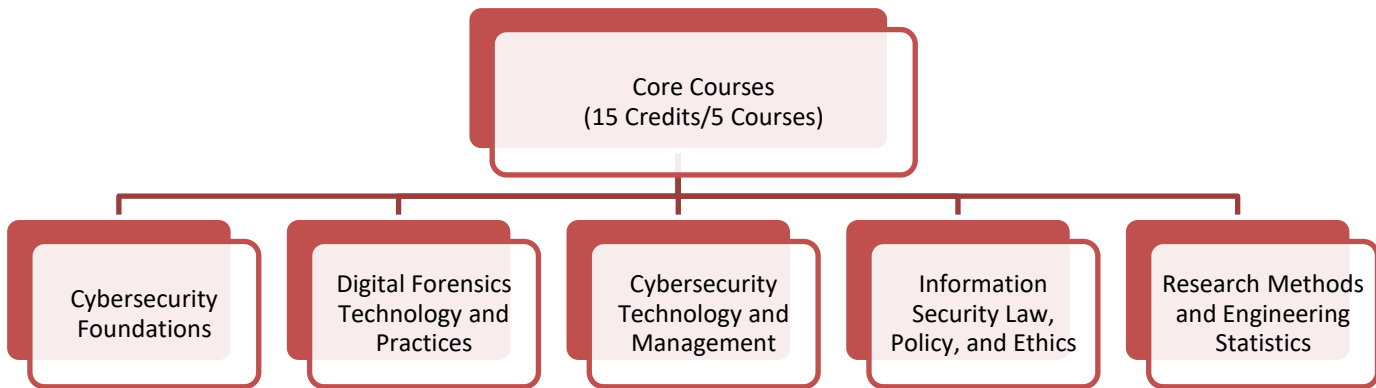 Core Courses
(15 Credits/5 Courses)
Cybersecurity
Foundations
Digital Forensics
Technology and
Practices
Cybersecurity
Technology and
Management
Information
Security Law,
Policy, and Ethics
Research Methods
and Engineering
Statistics